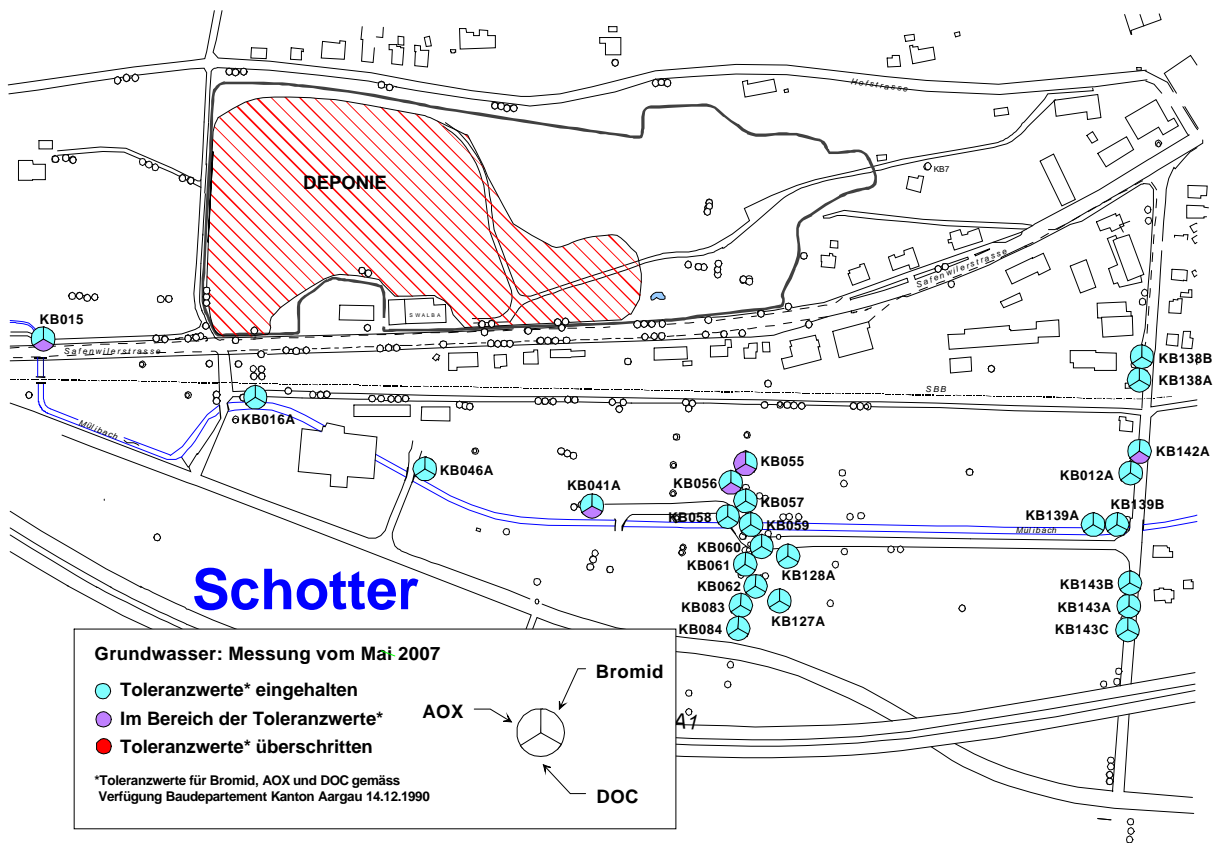 Hofstrasse
DEPONIE
KB7
Safenwilerstrasse
SWALBA
KB015
Safenwilerstrasse
KB138B
KB138A
SBB
KB016A
Mülibach
KB142A
KB055
KB046A
KB012A
KB056
KB041A
KB057
KB139B
KB058
KB139A
KB059
Mülibach
KB060
KB061
KB128A
KB062
KB143B
KB083
KB143A
KB127A
KB084
KB143C
Schotter
Grundwasser: Messung vom Mai 2007
Toleranzwerte* eingehalten
Im Bereich der Toleranzwerte*
Toleranzwerte* überschritten
*Toleranzwerte für Bromid, AOX und DOC gemäss
Verfügung Baudepartement Kanton Aargau 14.12.1990
Bromid
AOX
DOC
A1